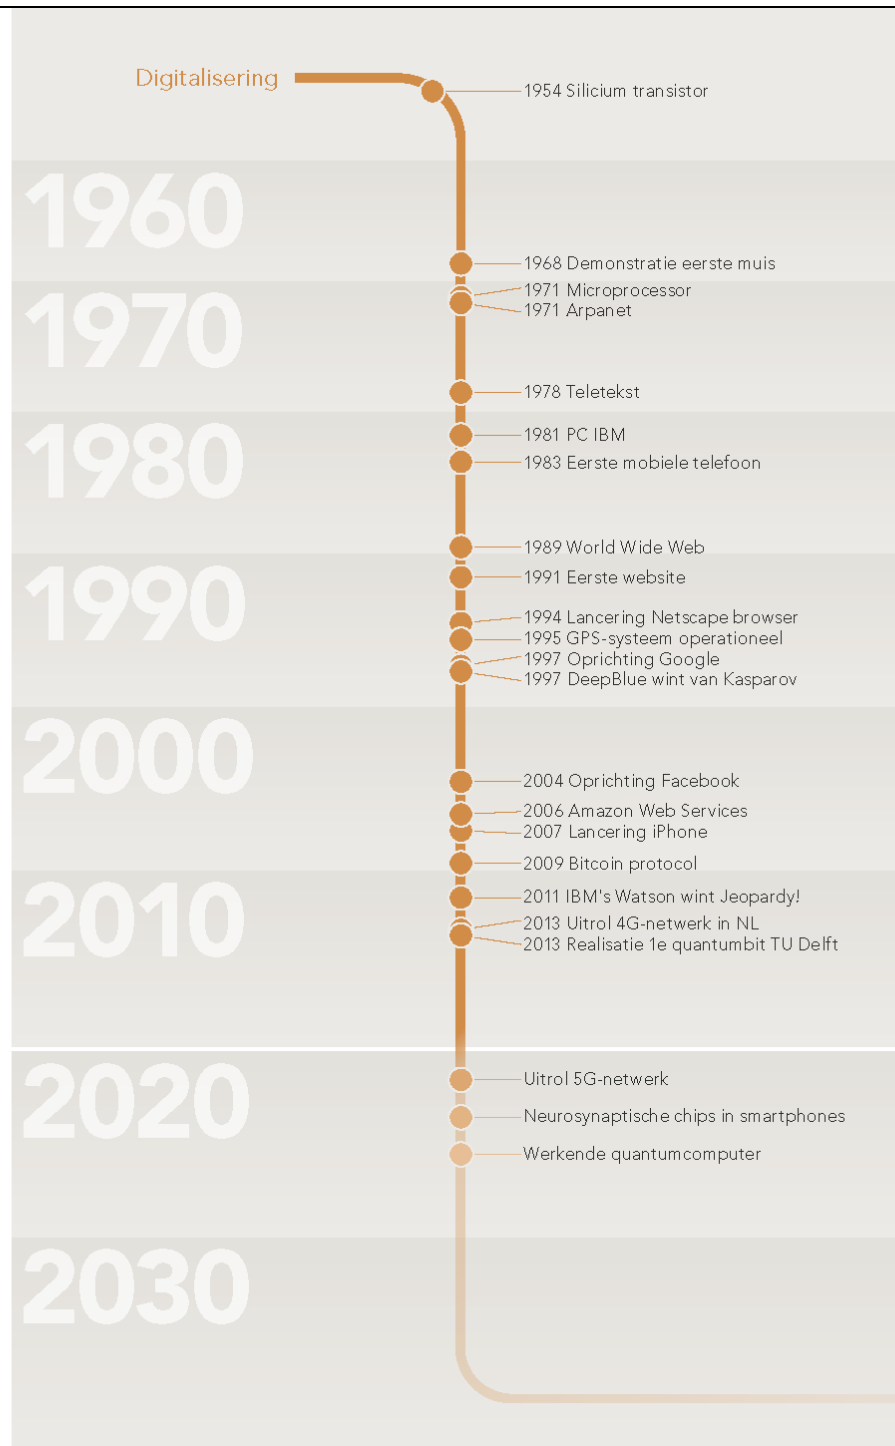 Digitalisering
1954 Silicium transistor
1960
1968 Demonstratie eerste muis
1970
1971 Microprocessor
1971 Arpanet
1978 Teletekst
1980
1981 PC IBM
1983 Eerste mobiele telefoon
1989 World Wide Web
1990
1991 Eerste website
1994 Lancering Netscape browser
1995 GPS-systeem operationeel
1997 Oprichting Google
1997 DeepBlue wint van Kasparov
2000
2004 Oprichting Facebook
2006 Amazon Web Services
2007 Lancering iPhone
2009 Bitcoin protocol
2010
2011 IBM's Watson wint Jeopardy!
2013 Uitrol 4G-netwerk in NL
2013 Realisatie 1e quantumbit TU Delft
2020
Uitrol 5G-netwerk
Neurosynaptische chips in smartphones
Werkende quantumcomputer
2030